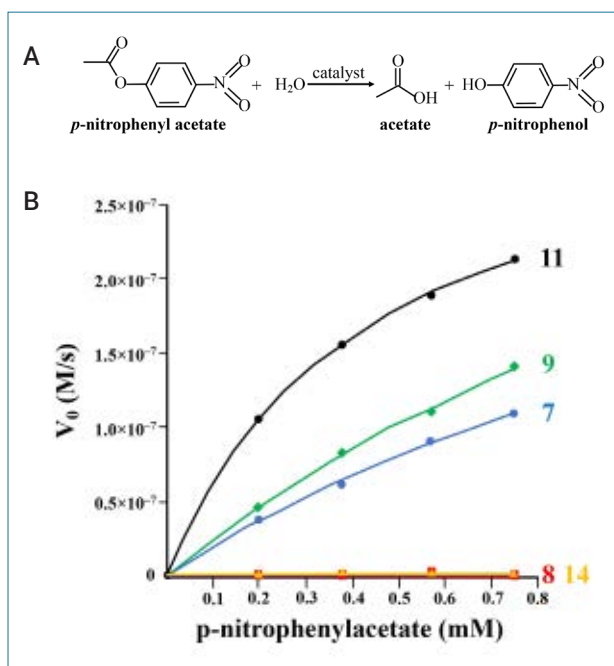 A
O
O
N
O
O
+ H₂O
catalyst
O
OH
+
HO
N
O
O
p-nitrophenyl acetate
acetate
p-nitrophenol
B
V₀ (M/s)
2.5×10⁻⁷
2.0×10⁻⁷
1.5×10⁻⁷
1.0×10⁻⁷
0.5×10⁻⁷
0
11
9
7
8 14
0.1 0.2 0.3 0.4 0.5 0.6 0.7 0.8
p-nitrophenylacetate (mM)